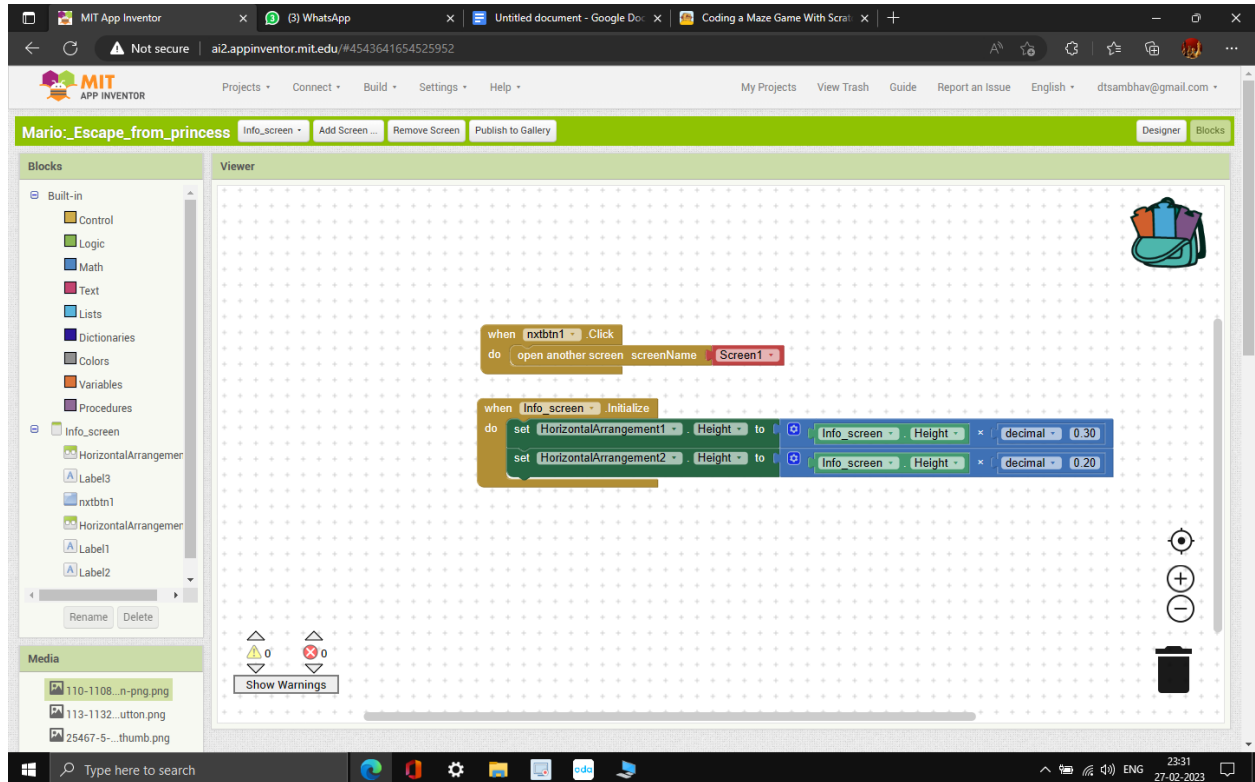 MIT App Inventor
(3) WhatsApp
Untitled document - Google Doc
Coding a Maze Game With Scrat
Not secure
ai2.appinventor.mit.edu/#4543641654525952
MIT
APP INVENTOR
Projects Connect Build Settings Help My Projects View Trash Guide Report an Issue English dtsambhav@gmail.com
Mario:_Escape_from_princess Info_screen Add Screen ... Remove Screen Publish to Gallery Designer Blocks
Blocks
Viewer
Built-in
Control
Logic
Math
Text
Lists
Dictionaries
Colors
Variables
Procedures
Info_screen
HorizontalArrangemer
Label3
nxtbtn1
HorizontalArrangemer
Label1
Label2
Rename Delete
Media
110-1108...n-png.png
113-1132...utton.png
25467-5-...thumb.png
when nxtbtn1 .Click
do open another screen screenName Screen1
when Info_screen .Initialize
do set HorizontalArrangement1 . Height to Info_screen . Height × decimal 0.30
set HorizontalArrangement2 . Height to Info_screen . Height × decimal 0.20
0 0
Show Warnings
Type here to search
oda
ENG
23:31
27-02-2023